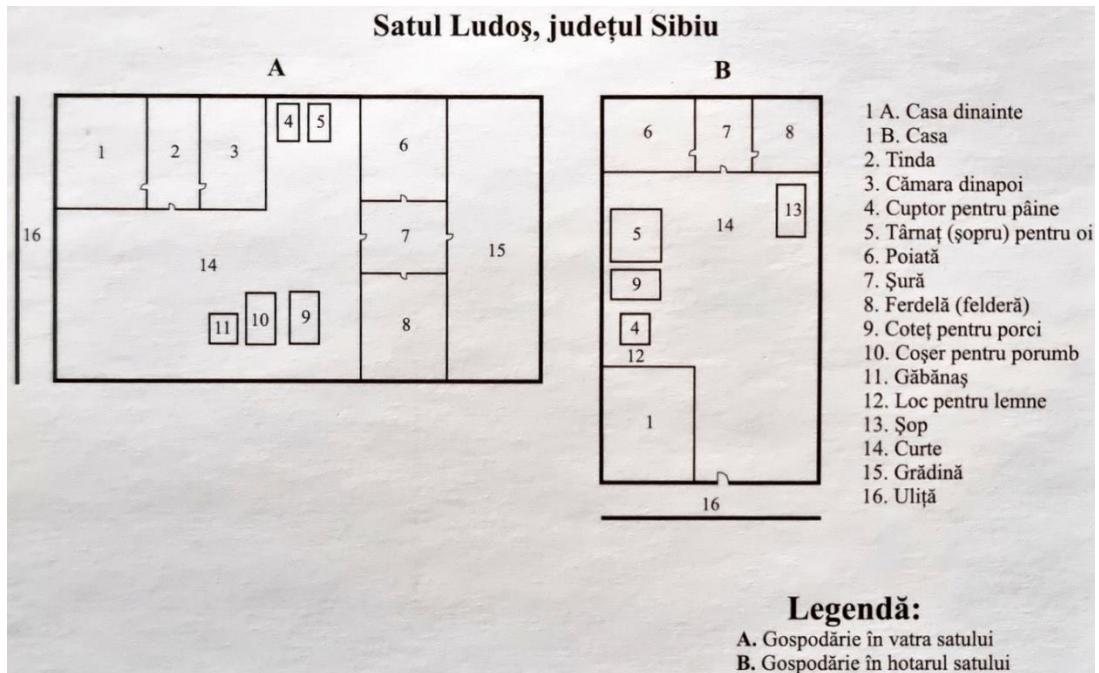 Satul Ludoş, judeţul Sibiu
A
1
2
3
4
5
6
7
8
9
10
11
14
15
16
B
6
7
8
5
9
4
12
1
13
14
16
1 A. Casa dinainte
1 B. Casa
2. Tinda
3. Cămara dinapoi
4. Cuptor pentru pâine
5. Târnaţ (şopru) pentru oi
6. Poiată
7. Şură
8. Ferdelă (felderă)
9. Coteţ pentru porci
10. Coşer pentru porumb
11. Găbănaş
12. Loc pentru lemne
13. Şop
14. Curte
15. Grădină
16. Uliţă
Legendă:
A. Gospodărie în vatra satului
B. Gospodărie în hotarul satului